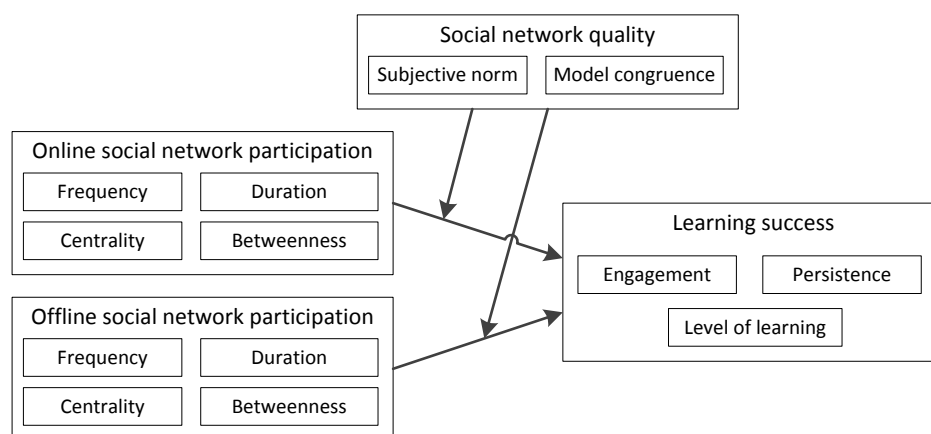 Social network quality
Subjective norm
Model congruence
Online social network participation
Frequency
Duration
Centrality
Betweenness
Learning success
Engagement
Persistence
Level of learning
Offline social network participation
Frequency
Duration
Centrality
Betweenness